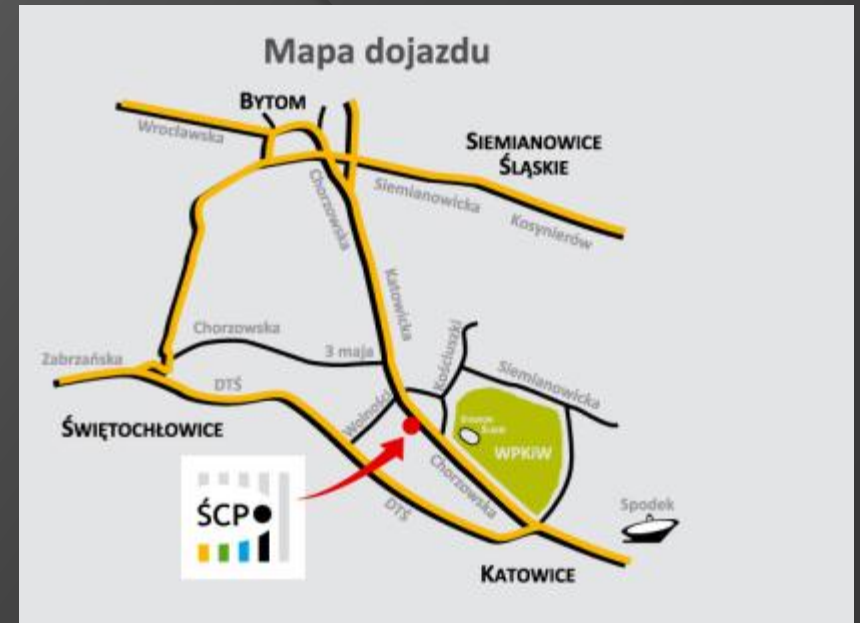 Mapa dojazdu
BYTOM
Wrocławska
SIEMIANOWICE
ŚLĄSKIE
Siemianowicka
Chorzowska
Kosynierów
Katowicka
Chorzowska
3 maja
Kościuszki
Zabrzańska
Siemianowicka
DTŚ
Wolności
ŚWIĘTOCHŁOWICE
WPKiW
Chorzowska
ŚCP
DTŚ
Spodek
KATOWICE